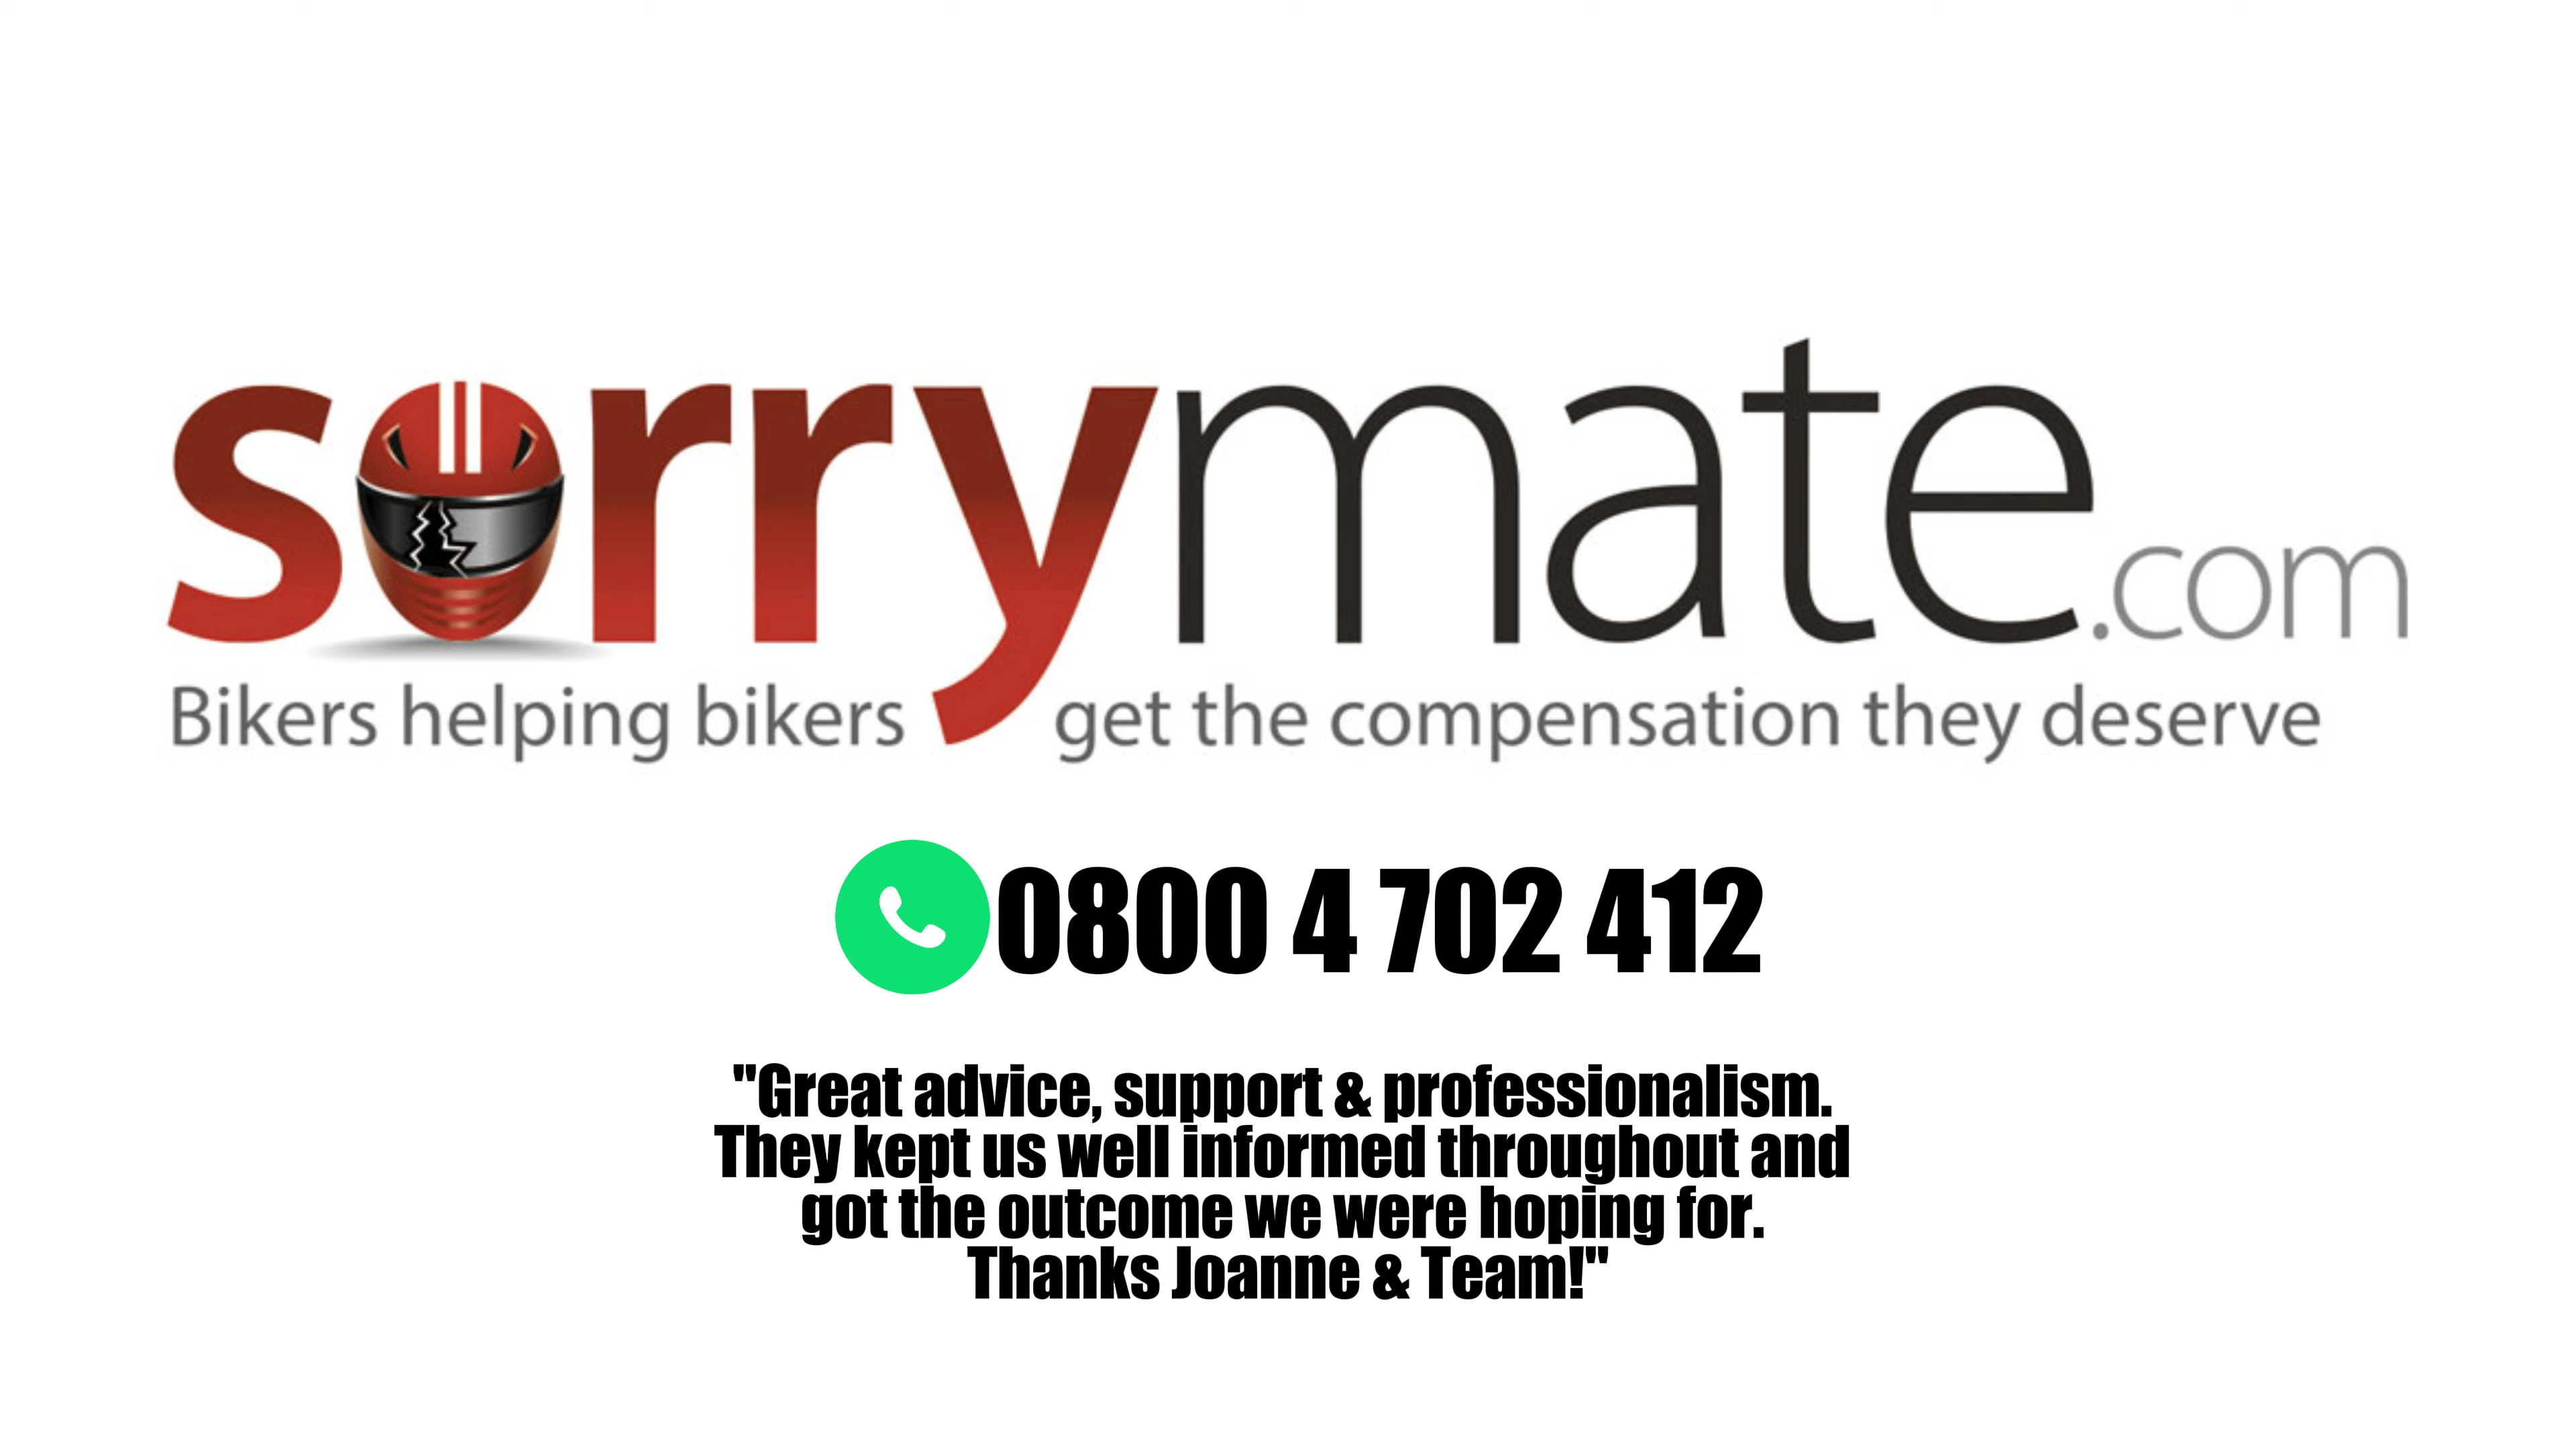 sorrymate.com
Bikers helping bikers get the compensation they deserve
0800 4 702 412
"Great advice, support & professionalism.
They kept us well informed throughout and
got the outcome we were hoping for.
Thanks Joanne & Team!"